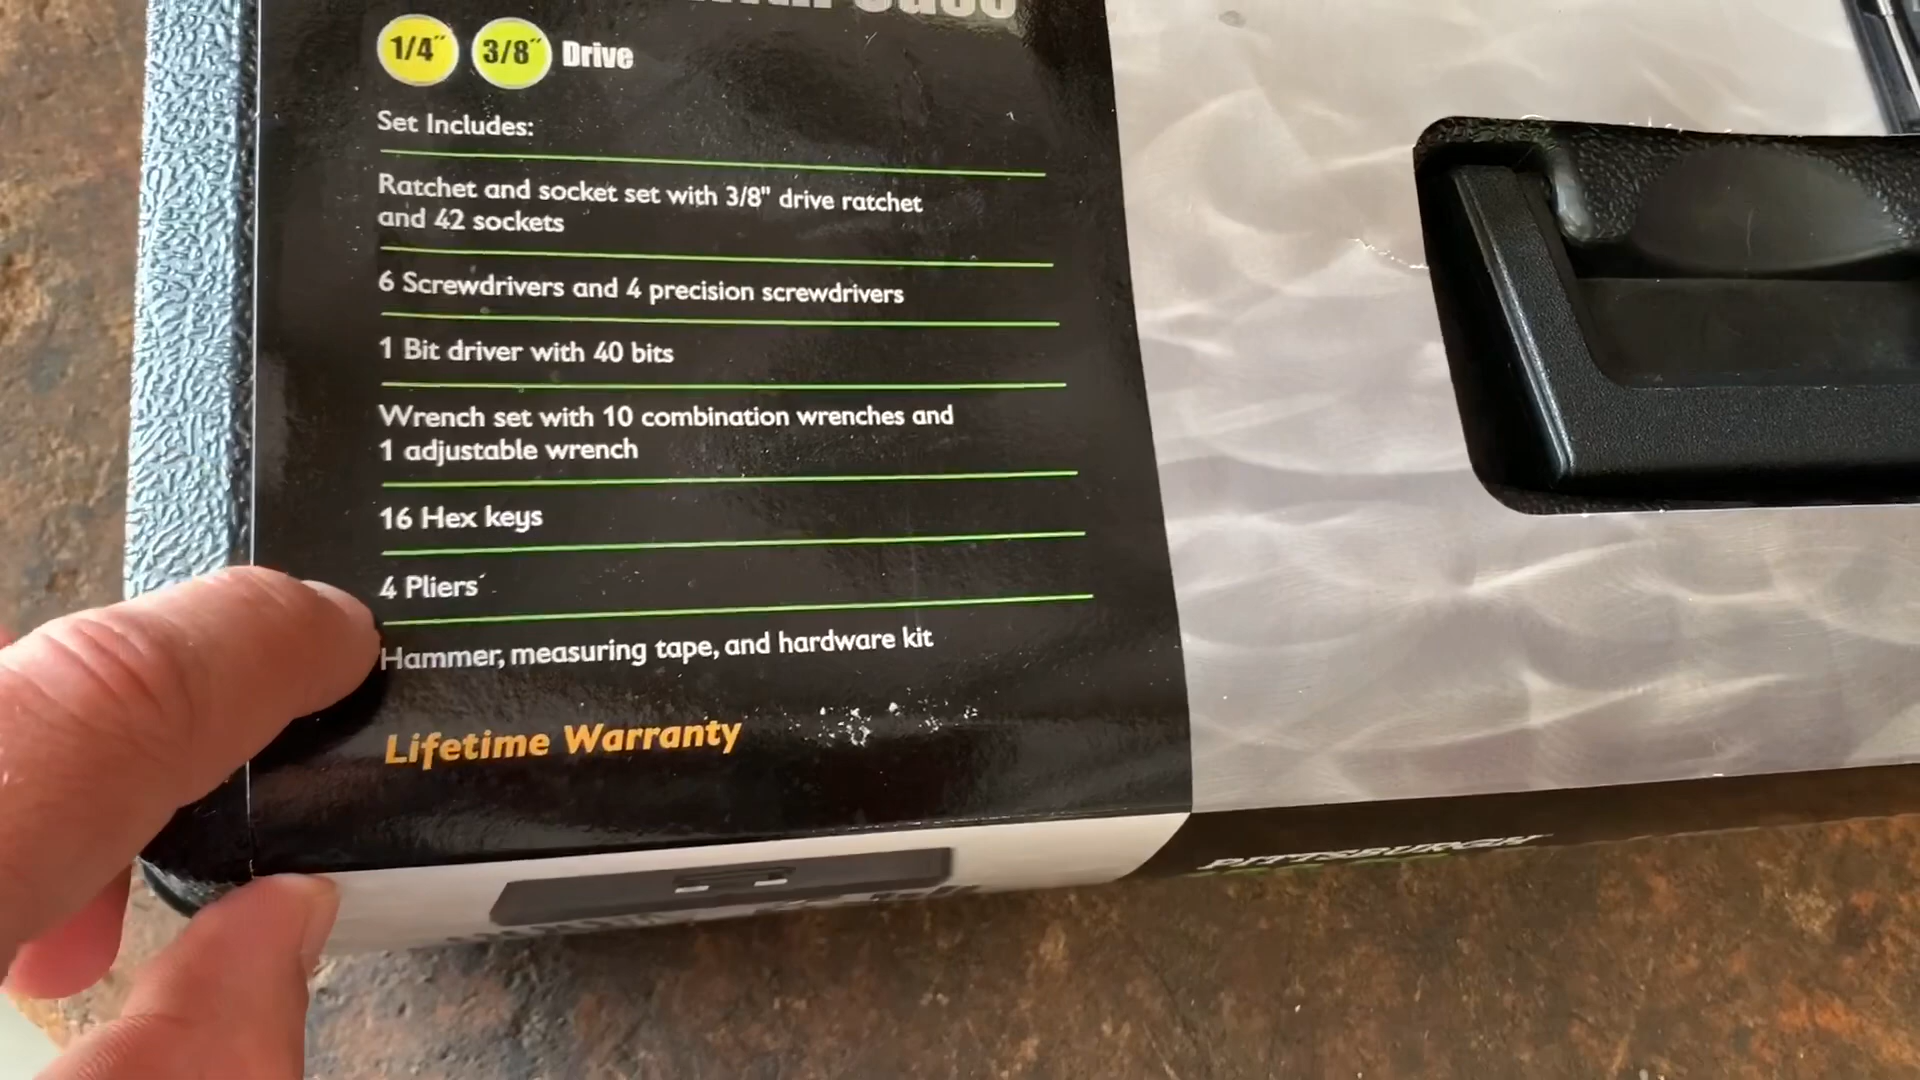 1/4" 3/8" Drive
Set Includes:
Ratchet and socket set with 3/8" drive ratchet
and 42 sockets
6 Screwdrivers and 4 precision screwdrivers
1 Bit driver with 40 bits
Wrench set with 10 combination wrenches and
1 adjustable wrench
16 Hex keys
4 Pliers
Hammer, measuring tape, and hardware kit
Lifetime Warranty
PITTSBURGH